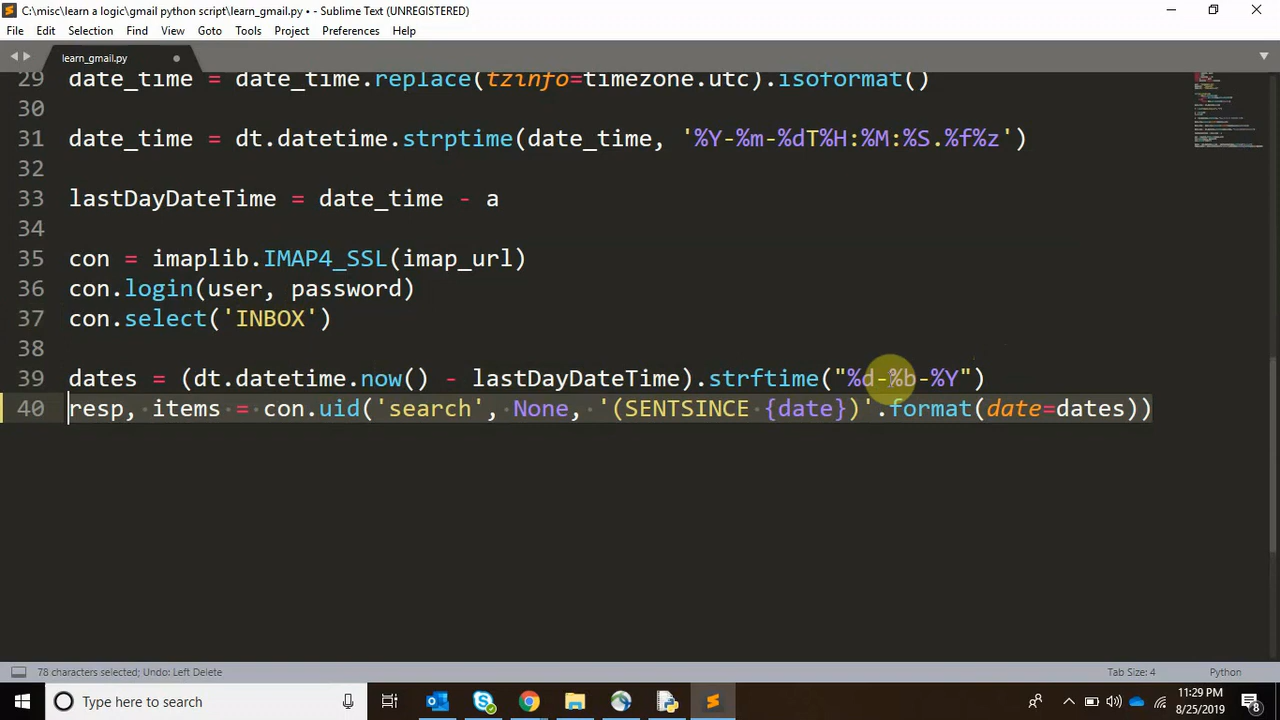 C:\misc\learn a logic\gmail python script\learn_gmail.py • - Sublime Text (UNREGISTERED)
File Edit Selection Find View Goto Tools Project Preferences Help
learn_gmail.py
29 date_time = date_time.replace(tzinfo=timezone.utc).isoformat()
30
31 date_time = dt.datetime.strptime(date_time, '%Y-%m-%dT%H:%M:%S.%f%z')
32
33 lastDayDateTime = date_time - a
34
35 con = imaplib.IMAP4_SSL(imap_url)
36 con.login(user, password)
37 con.select('INBOX')
38
39 dates = (dt.datetime.now() - lastDayDateTime).strftime("%d-%b-%Y")
40 resp, items = con.uid('search', None, '(SENTSINCE {date})'.format(date=dates))
78 characters selected; Undo: Left Delete Tab Size: 4 Python
Type here to search
11:29 PM
8/25/2019
8